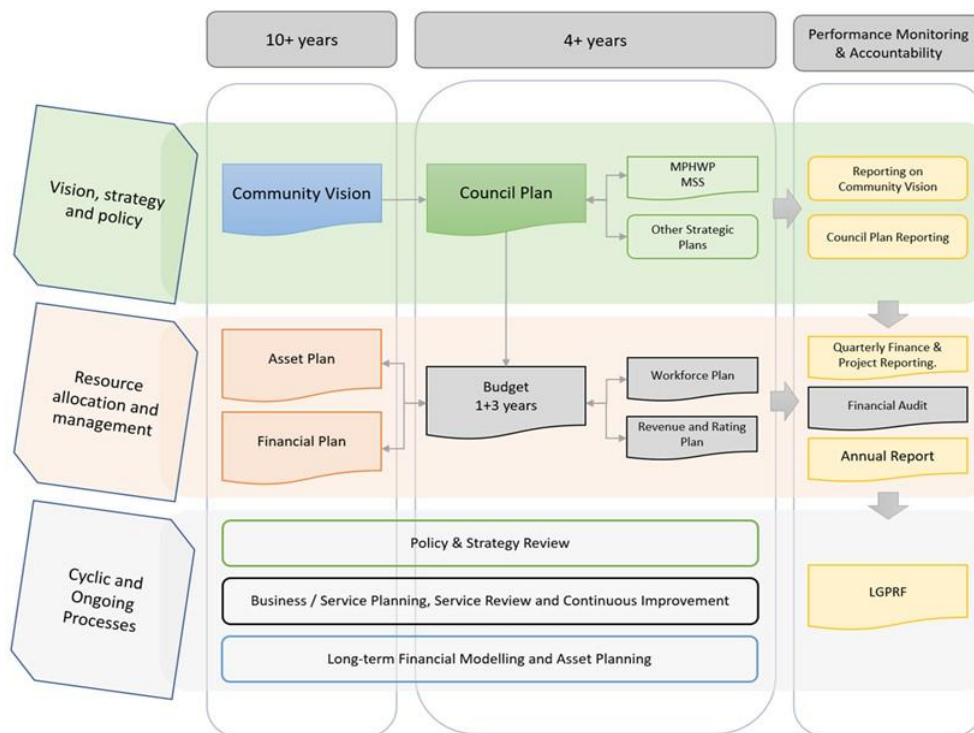 10+ years
4+ years
Performance Monitoring
& Accountability
Vision, strategy
and policy
Community Vision
Council Plan
MPHWP
MSS
Other Strategic
Plans
Reporting on
Community Vision
Council Plan Reporting
Resource
allocation and
management
Asset Plan
Financial Plan
Budget
1+3 years
Workforce Plan
Revenue and Rating
Plan
Quarterly Finance &
Project Reporting.
Financial Audit
Annual Report
Cyclic and
Ongoing
Processes
Policy & Strategy Review
Business / Service Planning, Service Review and Continuous Improvement
Long-term Financial Modelling and Asset Planning
LGPRF